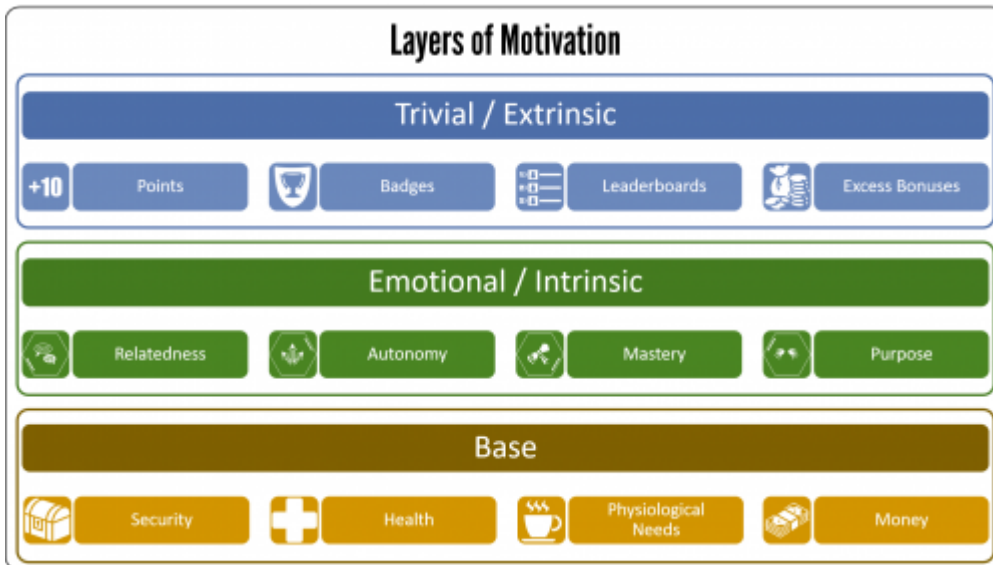 Layers of Motivation
Trivial / Extrinsic
+10
Points
Badges
Leaderboards
Excess Bonuses
Emotional / Intrinsic
Relatedness
Autonomy
Mastery
Purpose
Base
Security
Health
Physiological
Needs
Money